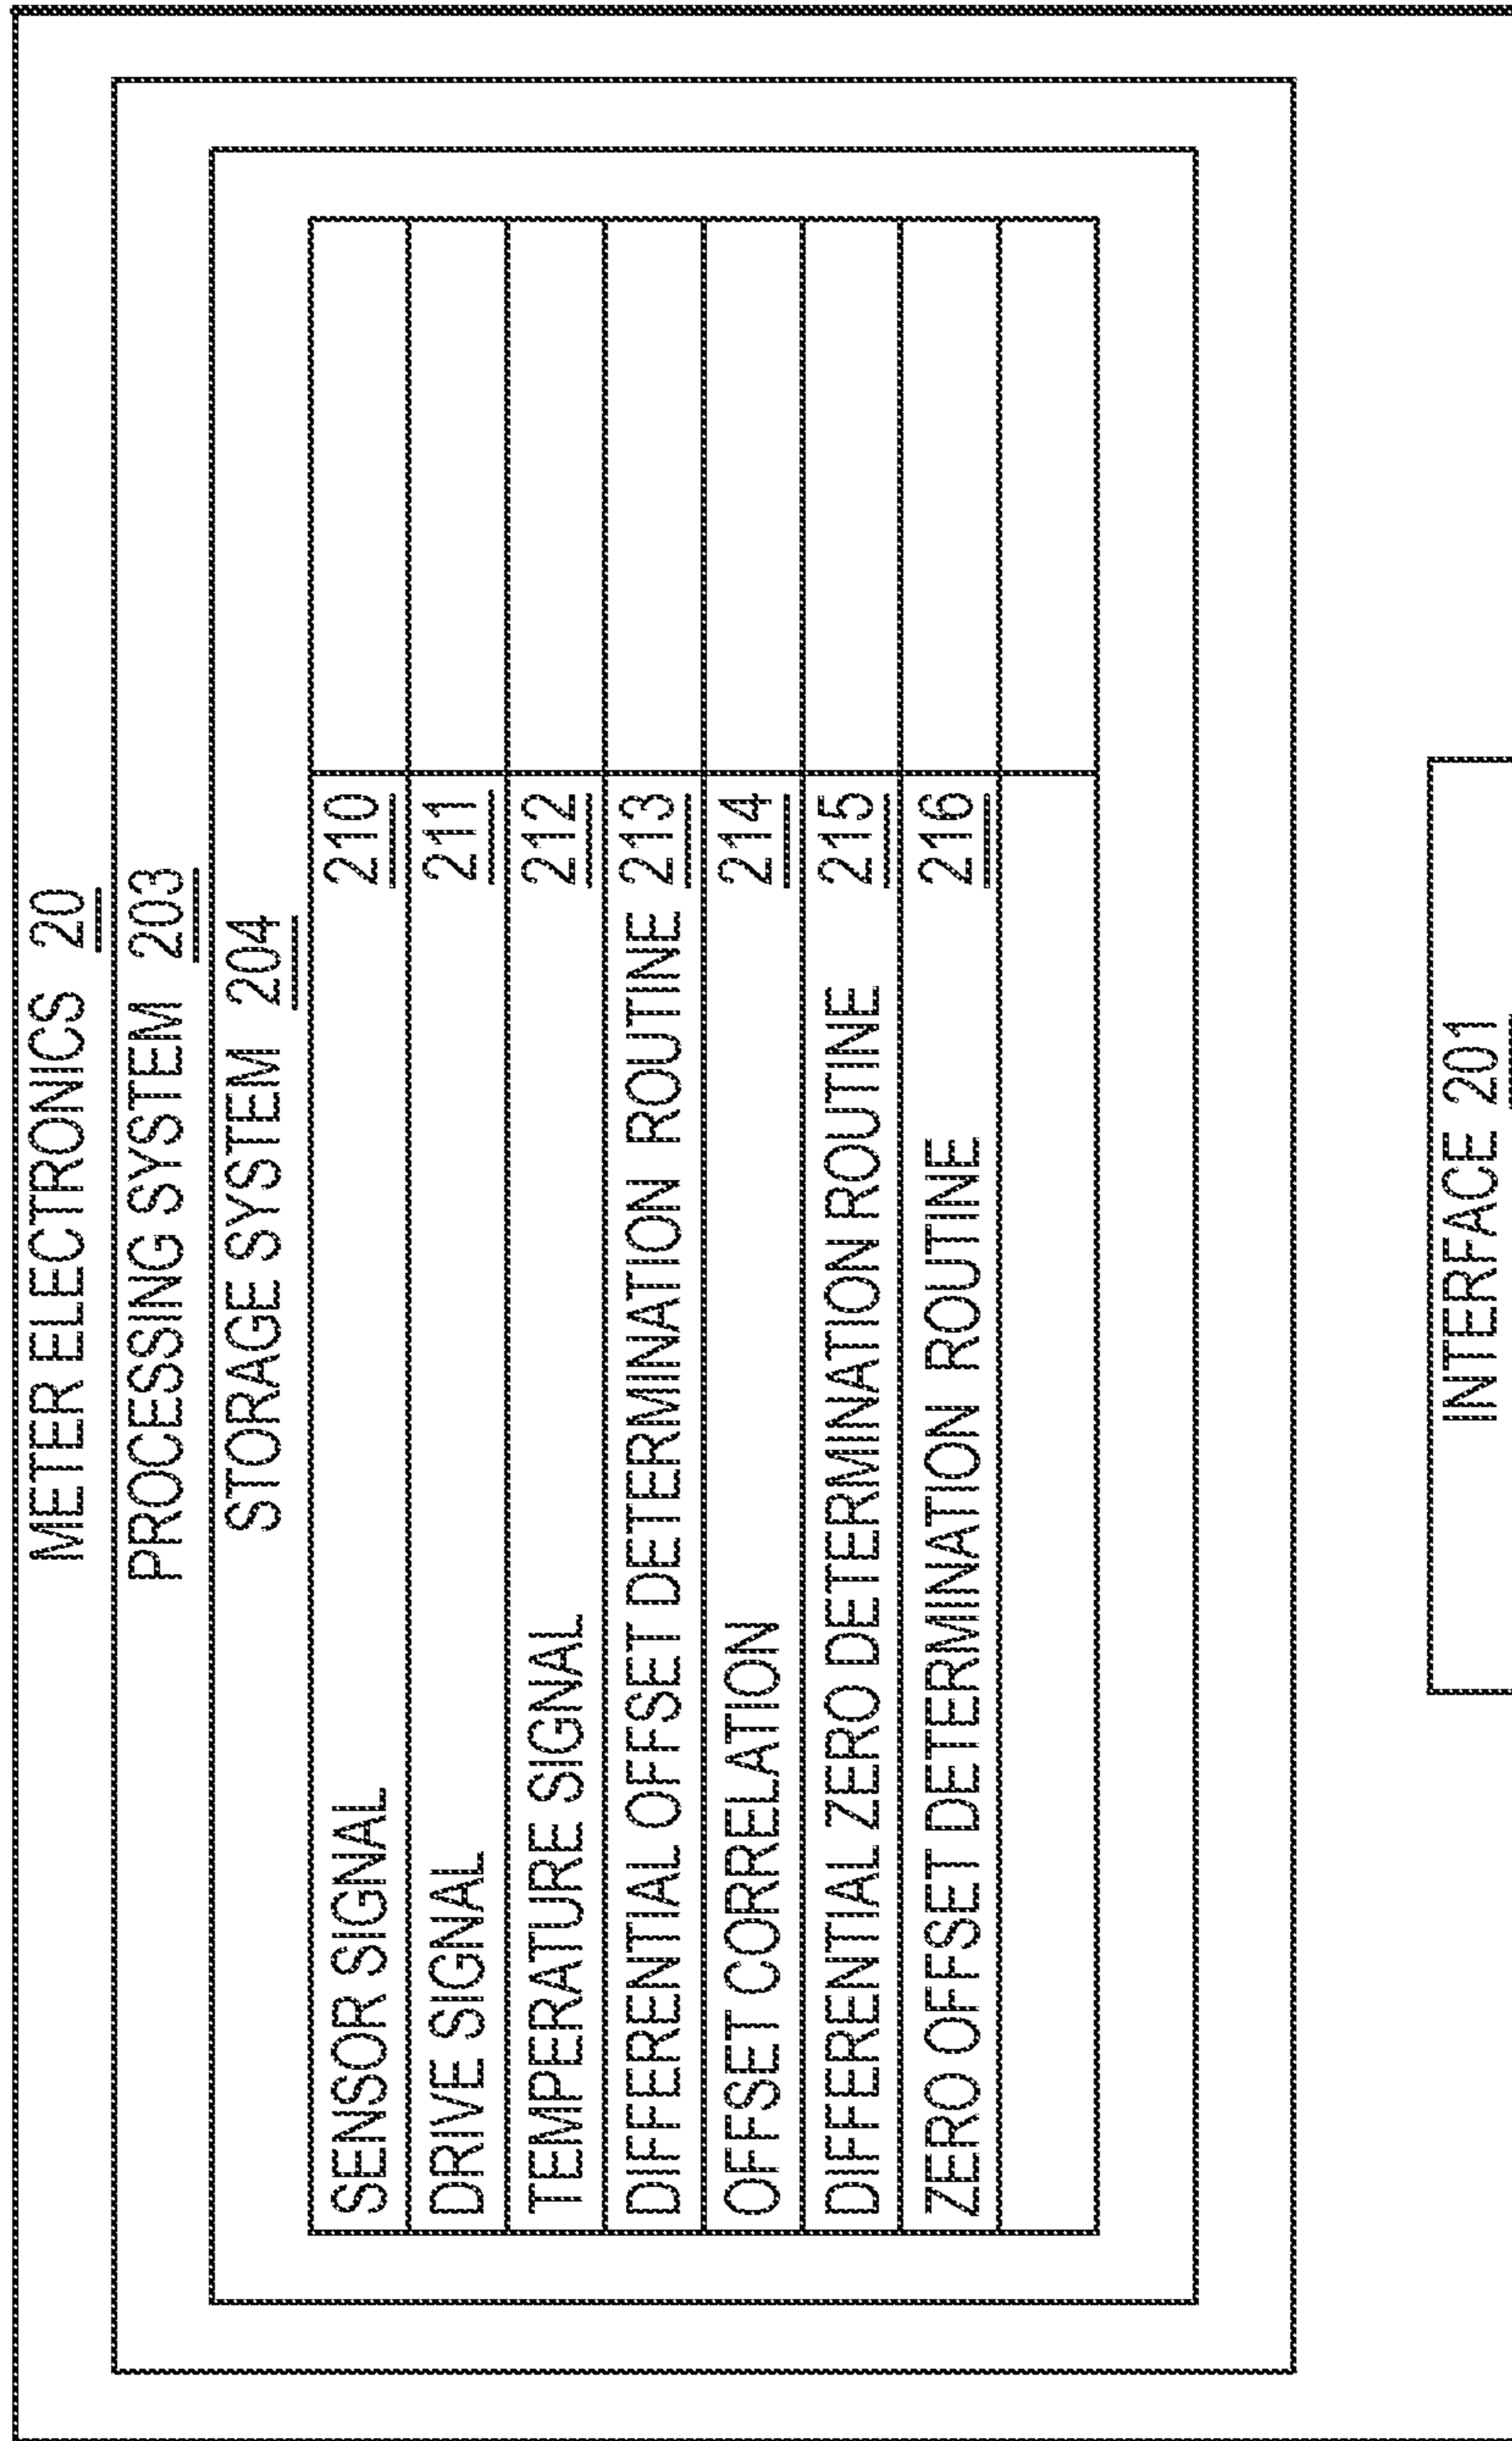 METER ELECTRONICS 20
PROCESSING SYSTEM 203
STORAGE SYSTEM 204
SENSOR SIGNAL 210
DRIVE SIGNAL 211
TEMPERATURE SIGNAL 212
DIFFERENTIAL OFFSET DETERMINATION ROUTINE 213
OFFSET CORRELATION 214
DIFFERENTIAL ZERO DETERMINATION ROUTINE 215
ZERO OFFSET DETERMINATION ROUTINE 216
INTERFACE 201